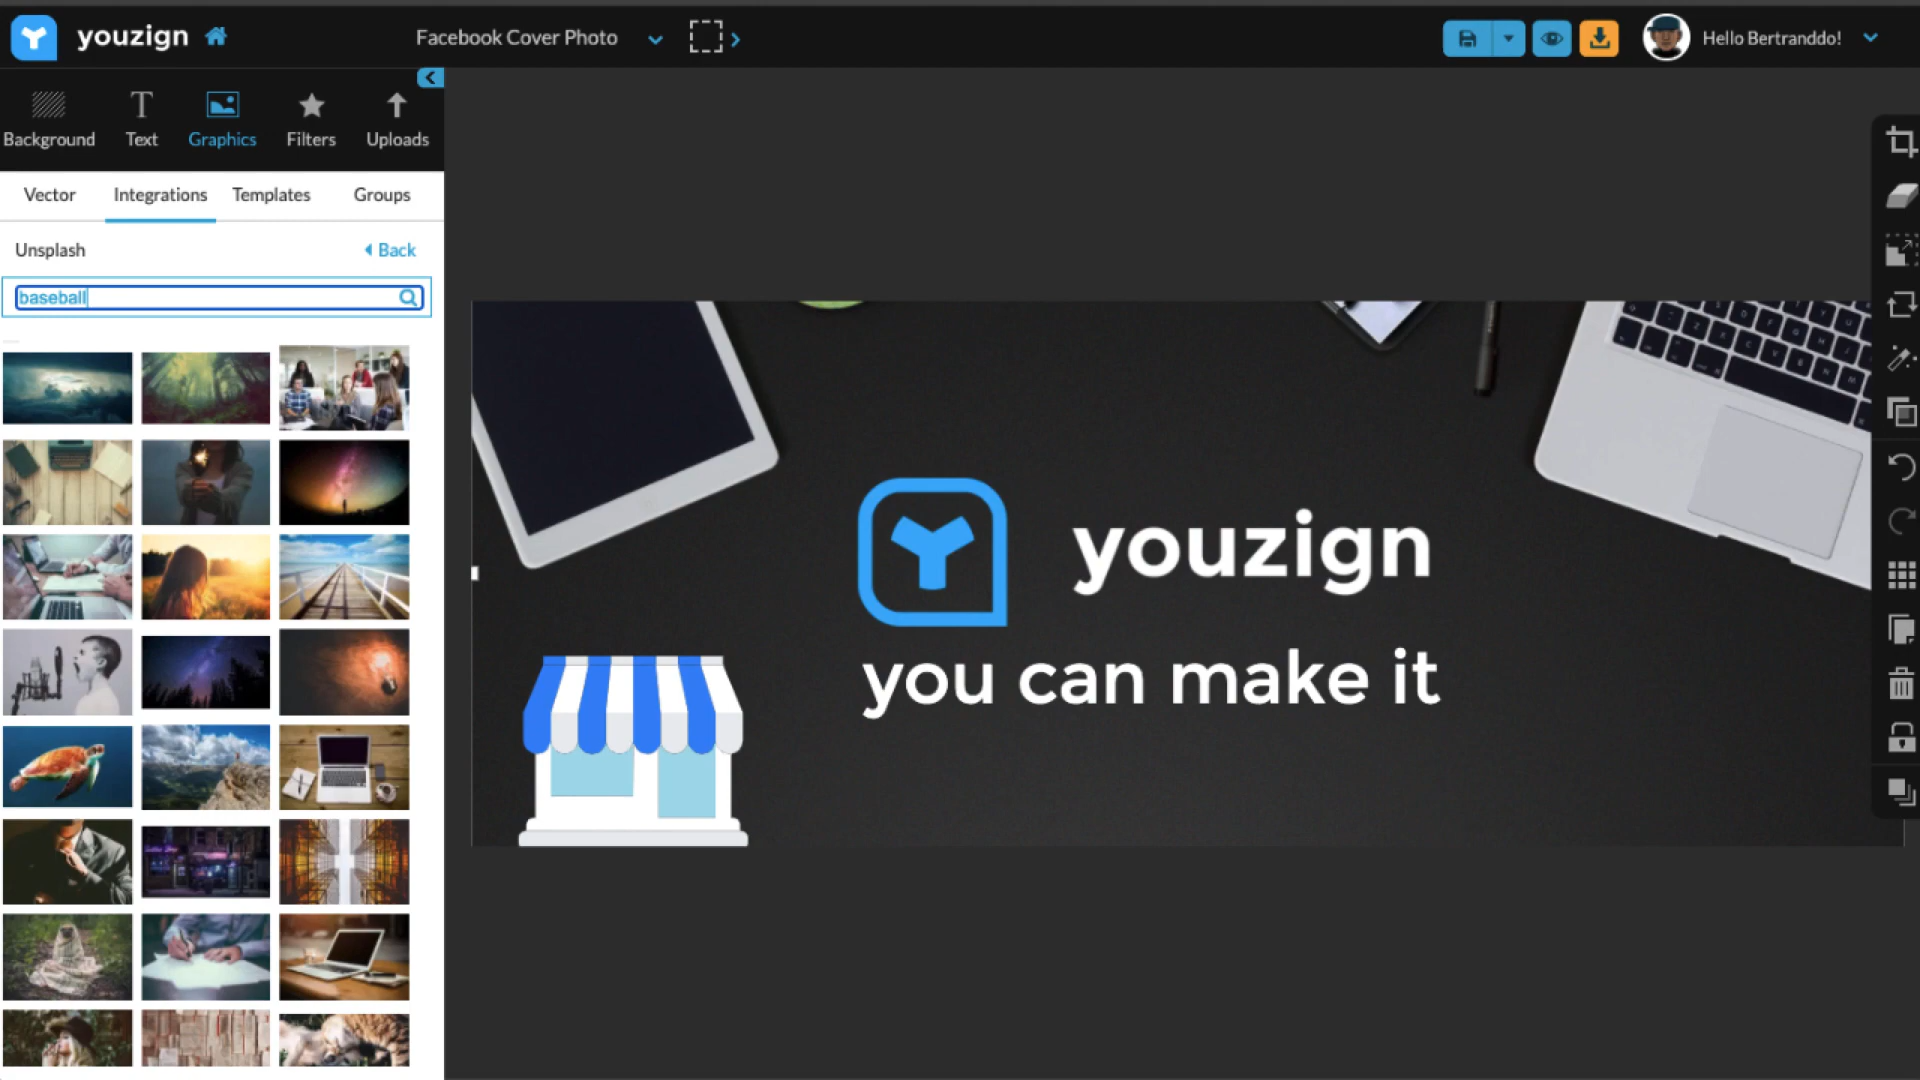 youzign
Facebook Cover Photo
Hello Bertranddo!
Background
Text
Graphics
Filters
Uploads
Vector
Integrations
Templates
Groups
Unsplash
Back
baseball
youzign
you can make it